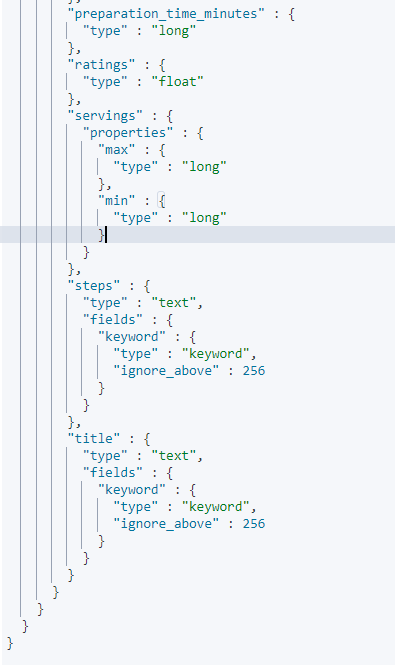 "preparation_time_minutes" : {
"type" : "long"
},
"ratings" : {
"type" : "float"
},
"servings" : {
"properties" : {
"max" : {
"type" : "long"
},
"min" : {
"type" : "long"
}
}
},
"steps" : {
"type" : "text",
"fields" : {
"keyword" : {
"type" : "keyword",
"ignore_above" : 256
}
}
},
"title" : {
"type" : "text",
"fields" : {
"keyword" : {
"type" : "keyword",
"ignore_above" : 256
}
}
}
}
}
}
}